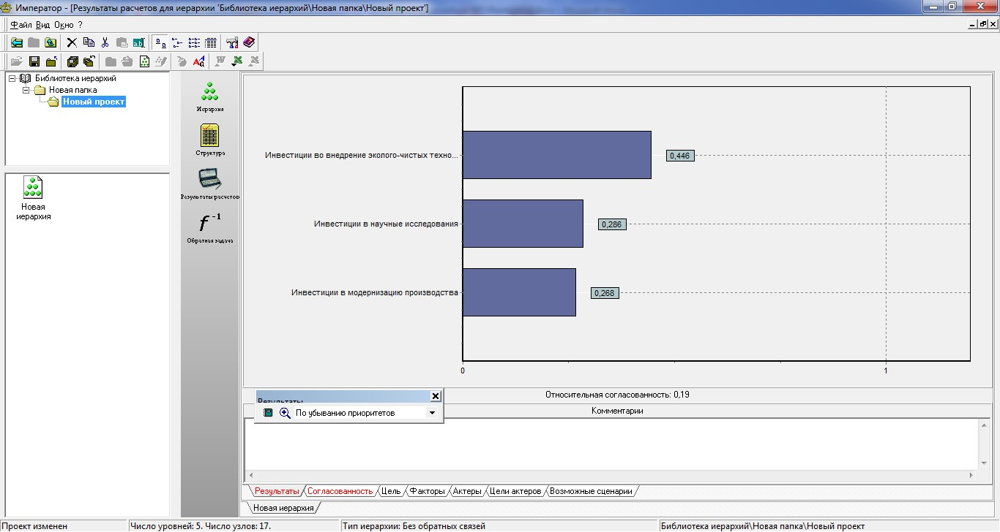 Император - [Результаты расчетов для иерархии 'Библиотека иерархий\Новая папка\Новый проект']
Файл Вид Окно ?
Библиотека иерархий
Новая папка
Новый проект
Новая
иерархия
Иерархия
Структура
Результаты расчетов
f⁻¹
Обратная задача
Инвестиции во внедрение эколого-чистых техно...
0,446
Инвестиции в научные исследования
0,286
Инвестиции в модернизацию производства
0,268
0 1
Относительная согласованность: 0,19
Результаты
По убыванию приоритетов
Комментарии
Результаты Согласованность Цель Факторы Актеры Цели актеров Возможные сценарии
Новая иерархия
Проект изменен Число уровней: 5. Число узлов: 17. Тип иерархии: Без обратных связей Библиотека иерархий\Новая папка\Новый проект